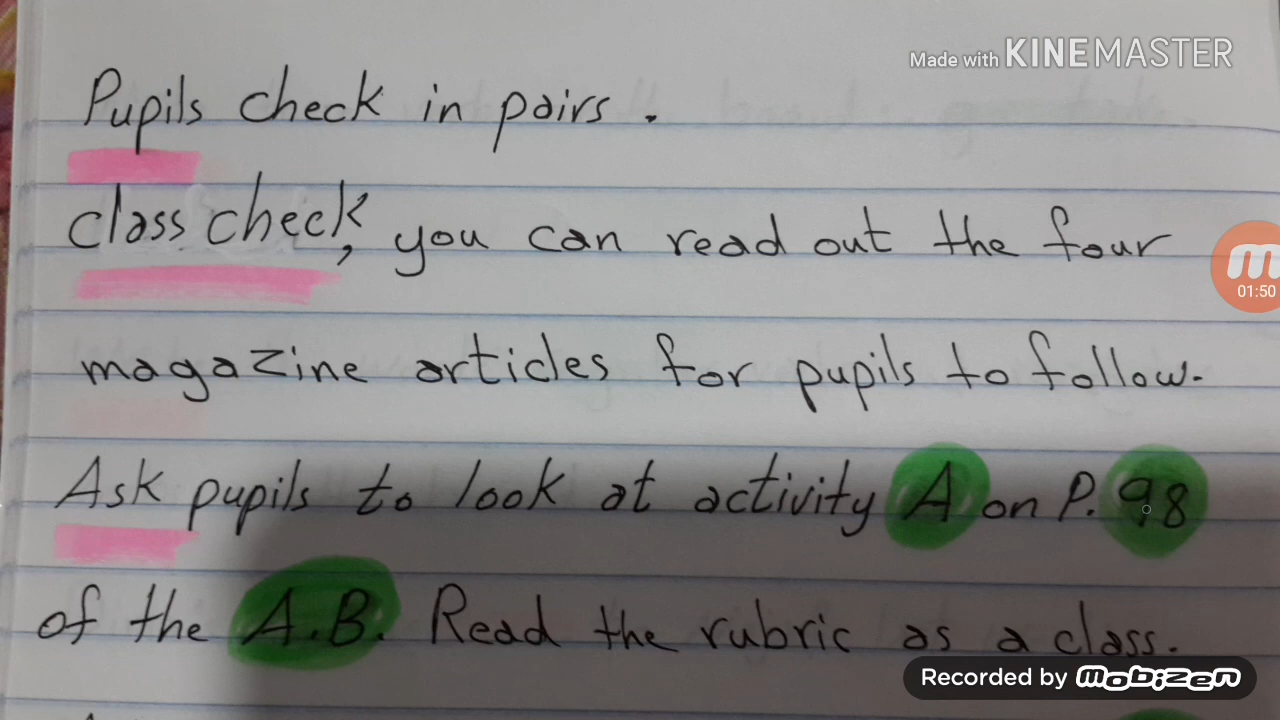 Made with KINEMASTER
Pupils check in pairs.
class check, you can read out the four
01:50
magazine articles for pupils to follow.
Ask pupils to look at activity A on P. 98
of the A.B. Read the rubric as a class.
Recorded by mobizen